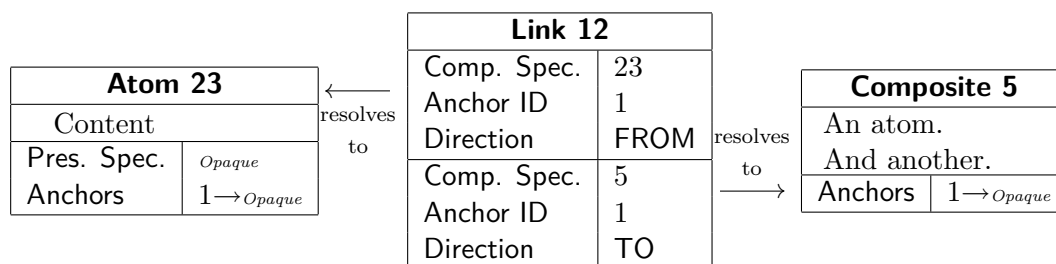 Atom 23
Content
Pres. Spec. Opaque
Anchors 1→Opaque
resolves
to
Link 12
Comp. Spec. 23
Anchor ID 1
Direction FROM
Comp. Spec. 5
Anchor ID 1
Direction TO
resolves
to
Composite 5
An atom.
And another.
Anchors 1→Opaque